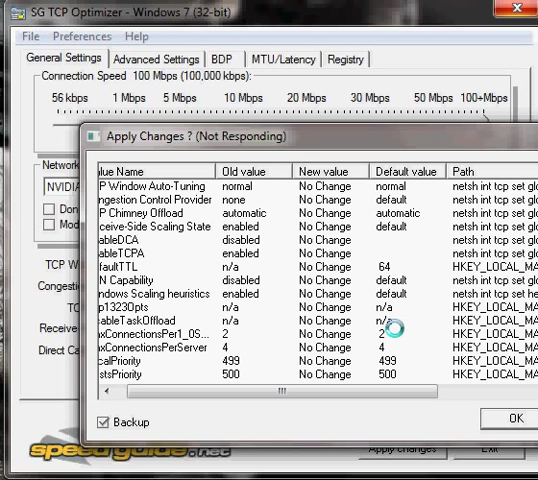 SG TCP Optimizer - Windows 7 (32-bit)
File Preferences Help
General Settings Advanced Settings BDP MTU/Latency Registry
Connection Speed 100 Mbps (100,000 kbps):
56 kbps 1 Mbps 5 Mbps 10 Mbps 20 Mbps 30 Mbps 50 Mbps 100+Mbps
Apply Changes ? (Not Responding)
Network
NVIDIA
Don
Mod
TCP W
Congest
TC
Receive
Direct Ca
alue Name Old value New value Default value Path
P Window Auto-Tuning normal No Change normal netsh int tcp set glo
ngestion Control Provider none No Change default netsh int tcp set glo
P Chimney Offload automatic No Change automatic netsh int tcp set glo
ceive-Side Scaling State enabled No Change enabled netsh int tcp set glo
ableDCA disabled No Change netsh int tcp set glo
ableTCPA enabled No Change netsh int tcp set glo
faultTTL n/a No Change 64 HKEY_LOCAL_MA
N Capability disabled No Change default netsh int tcp set glo
ndows Scaling heuristics enabled No Change default netsh int tcp set he
p1323Opts n/a No Change n/a HKEY_LOCAL_MA
ableTaskOffload n/a No Change n/a HKEY_LOCAL_MA
axConnectionsPer1_0S... 2 No Change 2 HKEY_LOCAL_MA
axConnectionsPerServer 4 No Change 4 HKEY_LOCAL_MA
calPriority 499 No Change 499 HKEY_LOCAL_MA
stsPriority 500 No Change 500 HKEY_LOCAL_MA
Backup
OK
speedguide.net
Apply changes
Exit